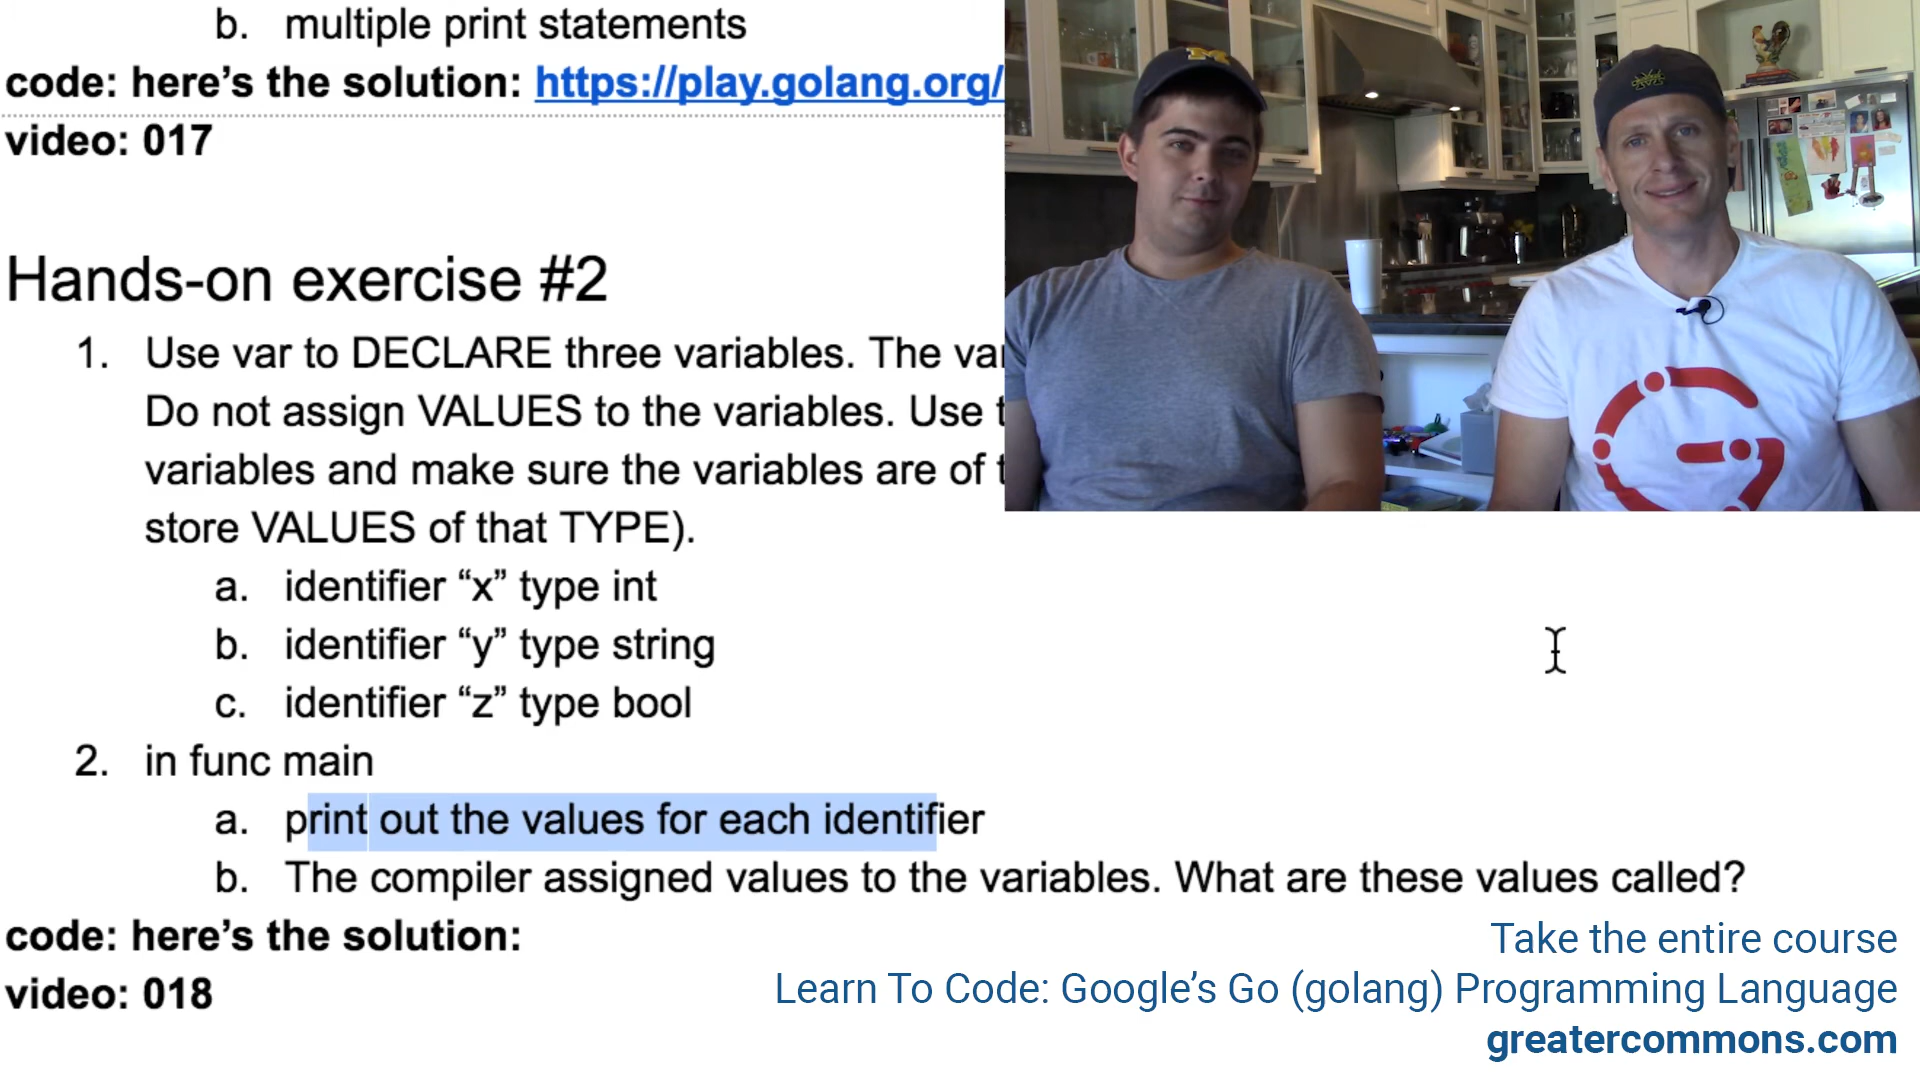 b. multiple print statements
code: here’s the solution: https://play.golang.org/
video: 017
Hands-on exercise #2
1. Use var to DECLARE three variables. The
Do not assign VALUES to the variables. Use
variables and make sure the variables are of
store VALUES of that TYPE).
a. identifier “x” type int
b. identifier “y” type string
c. identifier “z” type bool
2. in func main
a. print out the values for each identifier
b. The compiler assigned values to the variables. What are these values called?
code: here’s the solution:
video: 018
Take the entire course
Learn To Code: Google’s Go (golang) Programming Language
greatercommons.com